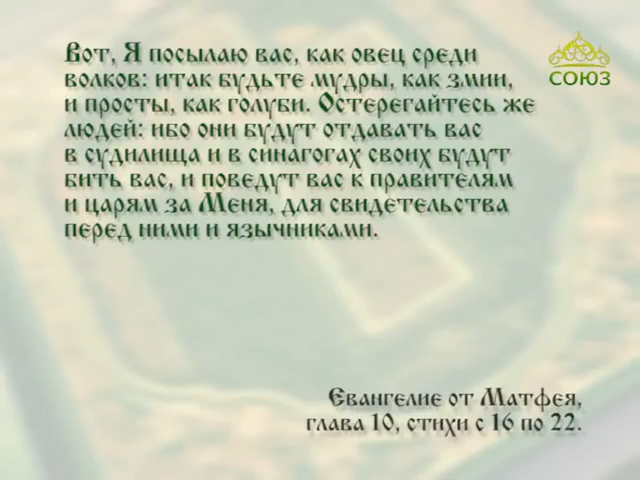 Вот, Я посылаю вас, как овец среди
волков: итак будьте мудры, как змии,
и просты, как голуби. Остерегайтесь же
людей: ибо они будут отдавать вас
в судилища и в синагогах своих будут
бить вас, и поведут вас к правителям
и царям за Меня, для свидетельства
перед ними и язычниками.
СОЮЗ
Евангелие от Матфея,
глава 10, стихи с 16 по 22.